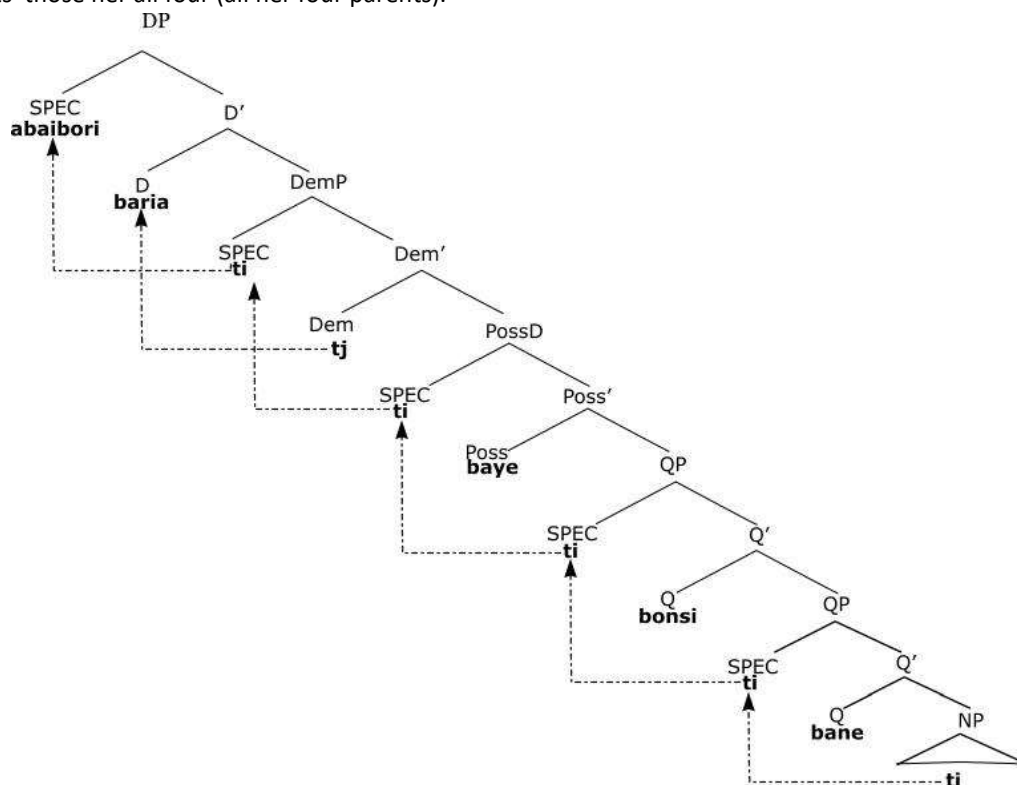 those her all four (all her four parents).
DP
SPEC
abaibori
D’
D
baria
DemP
SPEC
ti
Dem’
Dem
tj
PossD
SPEC
ti
Poss’
Poss
baye
QP
SPEC
ti
Q’
Q
bonsi
QP
SPEC
ti
Q’
Q
bane
NP
ti